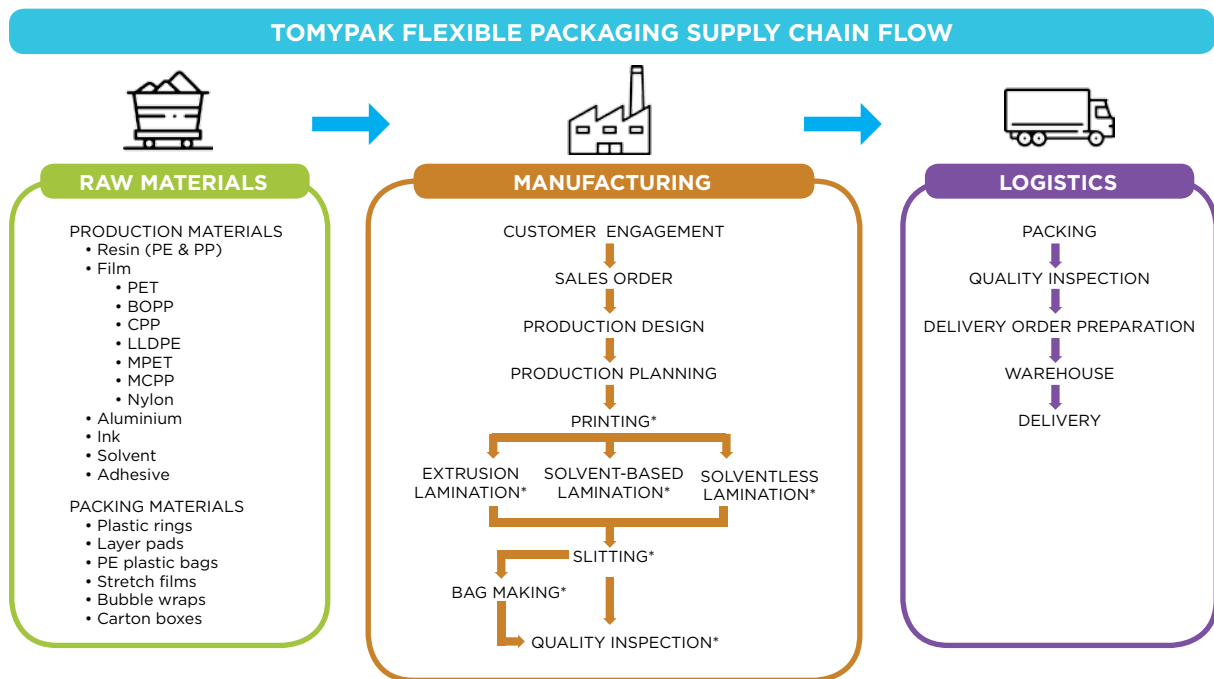 TOMYPAK FLEXIBLE PACKAGING SUPPLY CHAIN FLOW
RAW MATERIALS
PRODUCTION MATERIALS
• Resin (PE & PP)
• Film
• PET
• BOPP
• CPP
• LLDPE
• MPET
• MCPP
• Nylon
• Aluminium
• Ink
• Solvent
• Adhesive
PACKING MATERIALS
• Plastic rings
• Layer pads
• PE plastic bags
• Stretch films
• Bubble wraps
• Carton boxes
MANUFACTURING
CUSTOMER ENGAGEMENT
SALES ORDER
PRODUCTION DESIGN
PRODUCTION PLANNING
PRINTING*
EXTRUSION
LAMINATION*
SOLVENT-BASED
LAMINATION*
SOLVENTLESS
LAMINATION*
SLITTING*
BAG MAKING*
QUALITY INSPECTION*
LOGISTICS
PACKING
QUALITY INSPECTION
DELIVERY ORDER PREPARATION
WAREHOUSE
DELIVERY